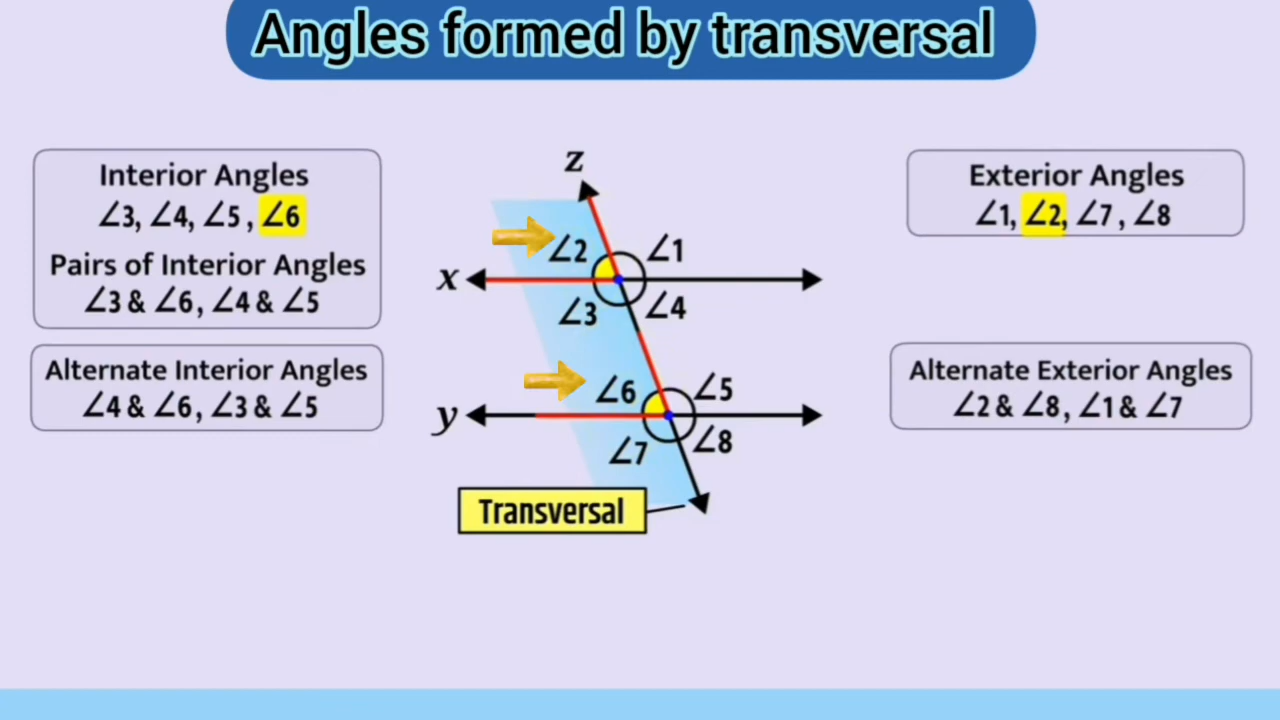 Angles formed by transversal
Interior Angles
∠3, ∠4, ∠5, ∠6
Pairs of Interior Angles
∠3 & ∠6, ∠4 & ∠5
Alternate Interior Angles
∠4 & ∠6, ∠3 & ∠5
z
∠2 ∠1
x
∠3 ∠4
∠6 ∠5
y
∠7 ∠8
Transversal
Exterior Angles
∠1, ∠2, ∠7, ∠8
Alternate Exterior Angles
∠2 & ∠8, ∠1 & ∠7